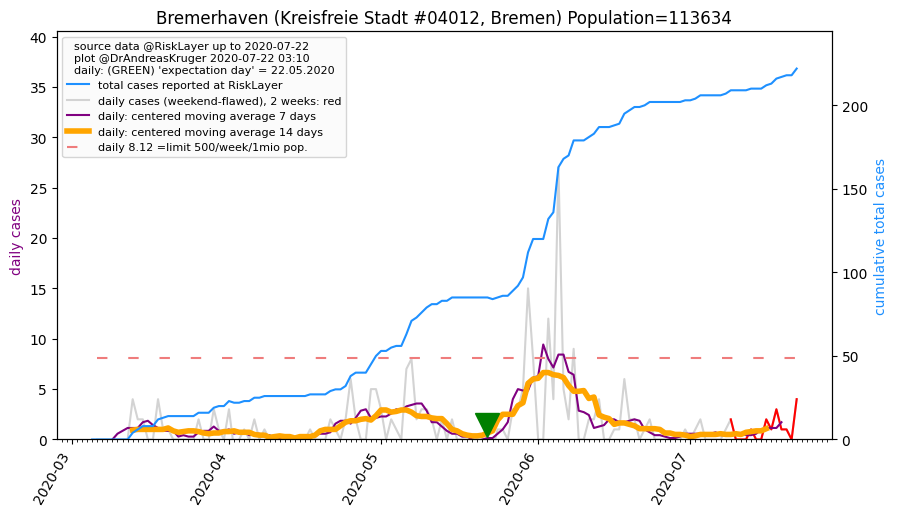 Bremerhaven (Kreisfreie Stadt #04012, Bremen) Population=113634
source data @RiskLayer up to 2020-07-22
plot @DrAndreasKruger 2020-07-22 03:10
daily: (GREEN) 'expectation day' = 22.05.2020
total cases reported at RiskLayer
daily cases (weekend-flawed), 2 weeks: red
daily: centered moving average 7 days
daily: centered moving average 14 days
daily 8.12 =limit 500/week/1mio pop.
daily cases
40
35
30
25
20
15
10
5
0
cumulative total cases
200
150
100
50
0
2020-03
2020-04
2020-05
2020-06
2020-07